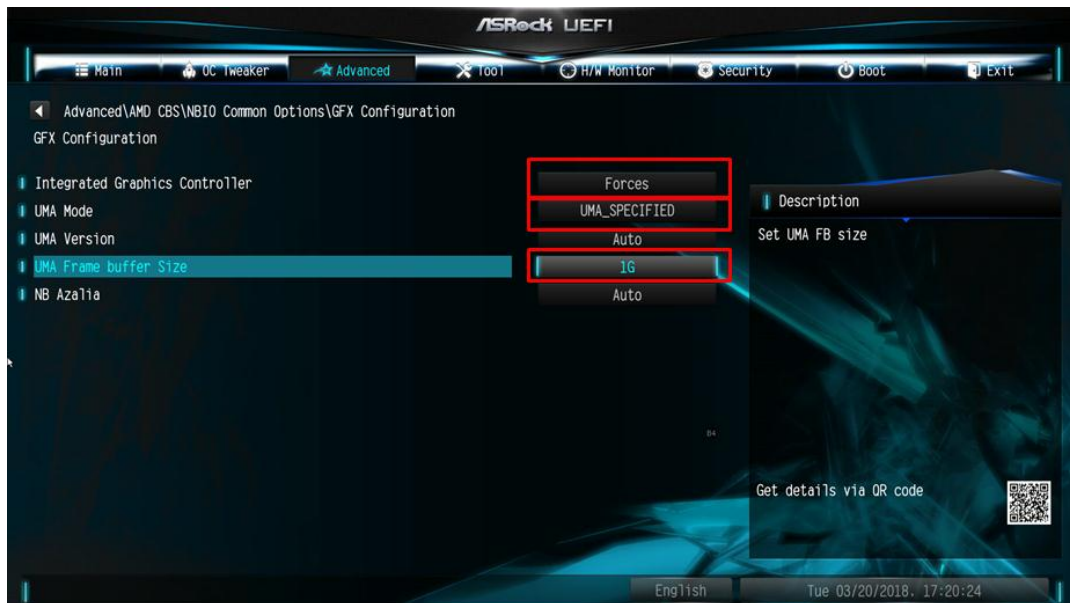 ASRock UEFI
Main OC Tweaker Advanced Tool H/W Monitor Security Boot Exit
Advanced\AMD CBS\NBIO Common Options\GFX Configuration
GFX Configuration
Integrated Graphics Controller Forces
UMA Mode UMA_SPECIFIED
UMA Version Auto
UMA Frame buffer Size 1G
NB Azalia Auto
Description
Set UMA FB size
B4
Get details via QR code
English Tue 03/20/2018. 17:20:24